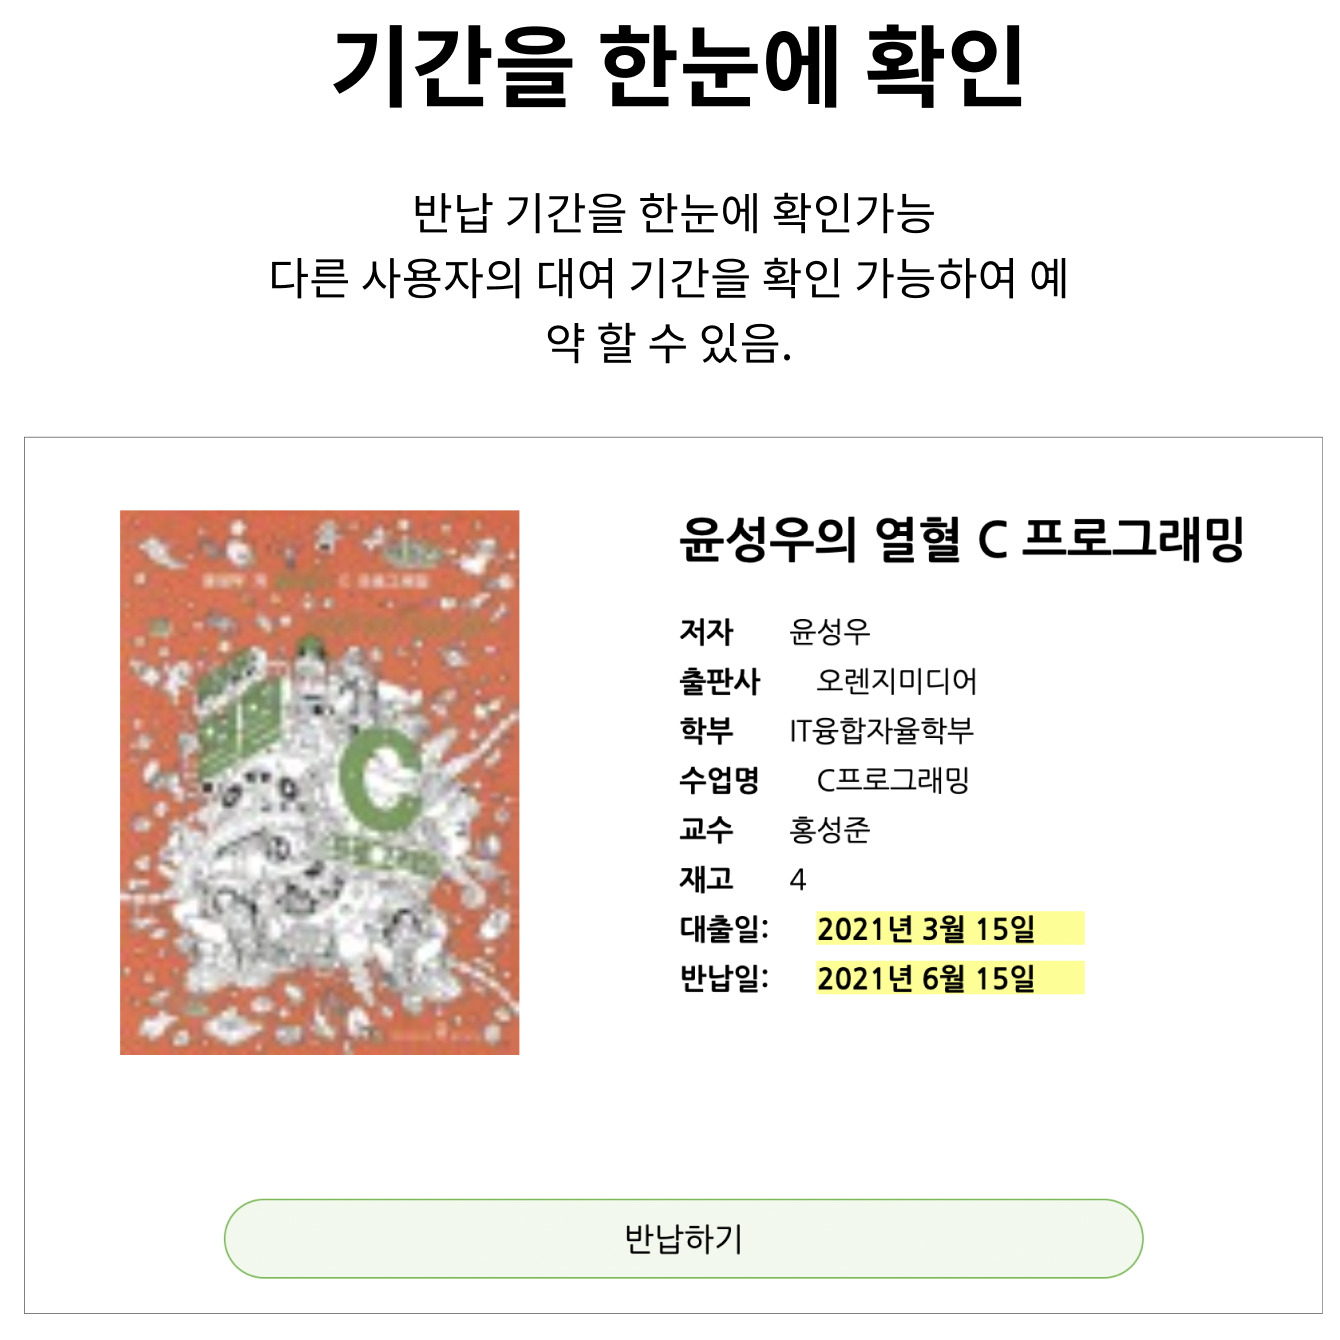 기간을 한눈에 확인
반납 기간을 한눈에 확인가능
다른 사용자의 대여 기간을 확인 가능하여 예
약 할 수 있음.
윤성우의 열혈 C 프로그래밍
저자 윤성우
출판사 오렌지미디어
학부 IT융합자율학부
수업명 C프로그래밍
교수 홍성준
재고 4
대출일: 2021년 3월 15일
반납일: 2021년 6월 15일
C
반납하기